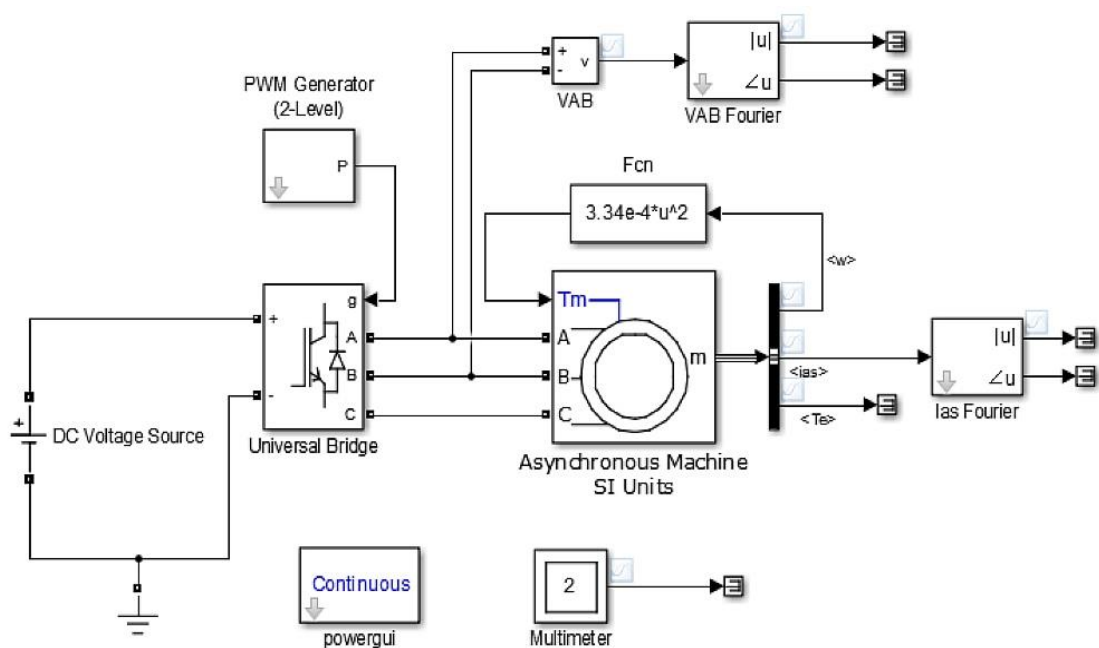 |u|
∠u
VAB Fourier
+
-
v
VAB
PWM Generator
(2-Level)
P
Fcn
3.34e-4*u^2
<w>
g
+
A
B
-
C
Universal Bridge
Tm
A
B
C
m
Asynchronous Machine
SI Units
<ias>
<Te>
|u|
∠u
Ias Fourier
+
DC Voltage Source
Continuous
powergui
2
Multimeter